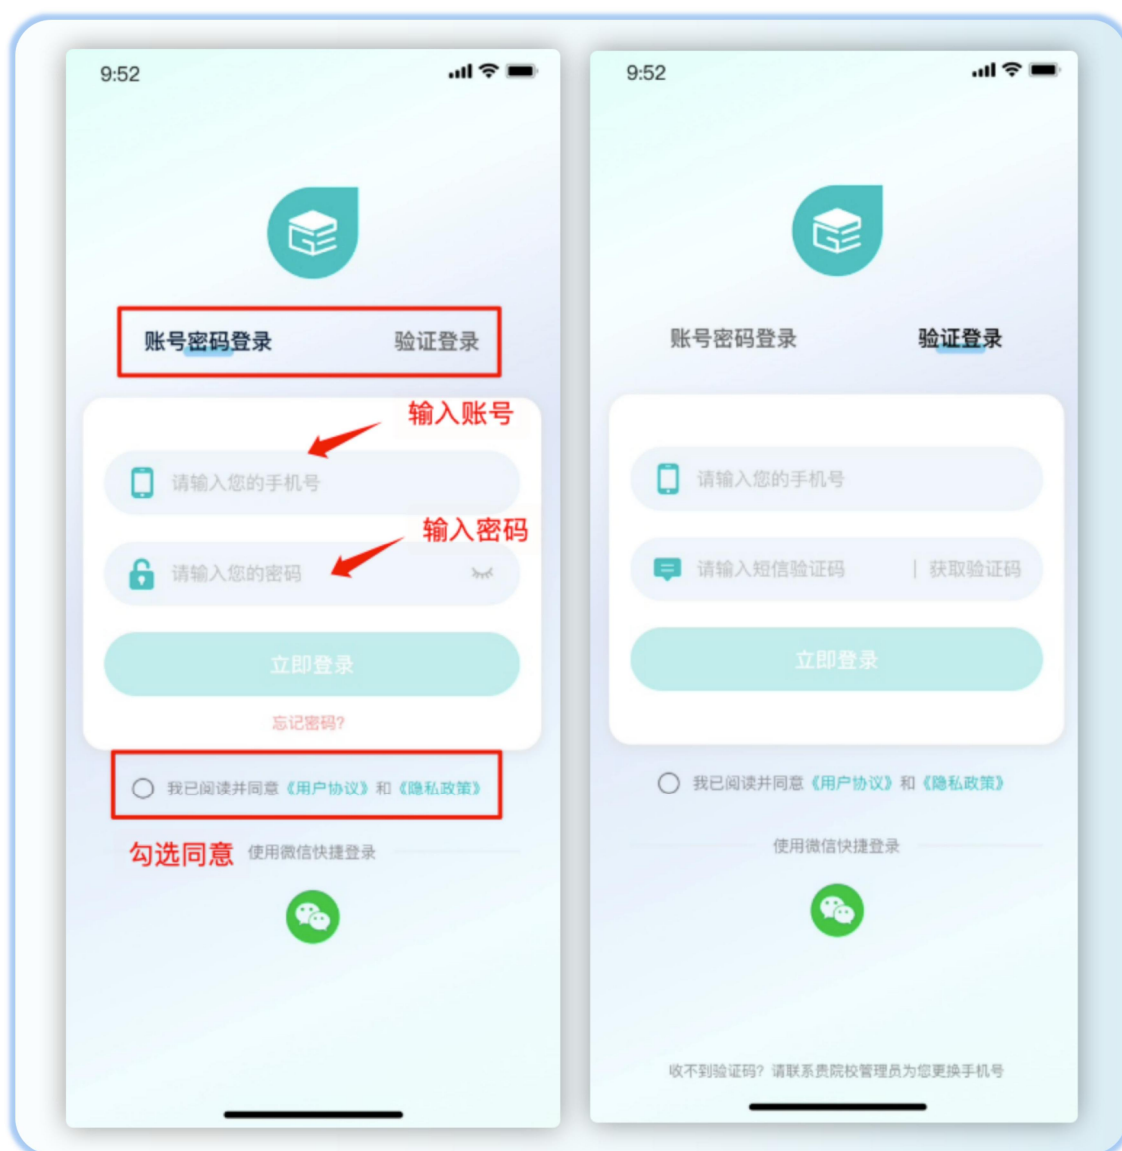 9:52
账号密码登录
验证登录
输入账号
请输入您的手机号
输入密码
请输入您的密码
立即登录
忘记密码?
我已阅读并同意《用户协议》和《隐私政策》
勾选同意
使用微信快捷登录
9:52
账号密码登录
验证登录
请输入您的手机号
请输入短信验证码 | 获取验证码
立即登录
我已阅读并同意《用户协议》和《隐私政策》
使用微信快捷登录
收不到验证码？请联系贵院校管理员为您更换手机号